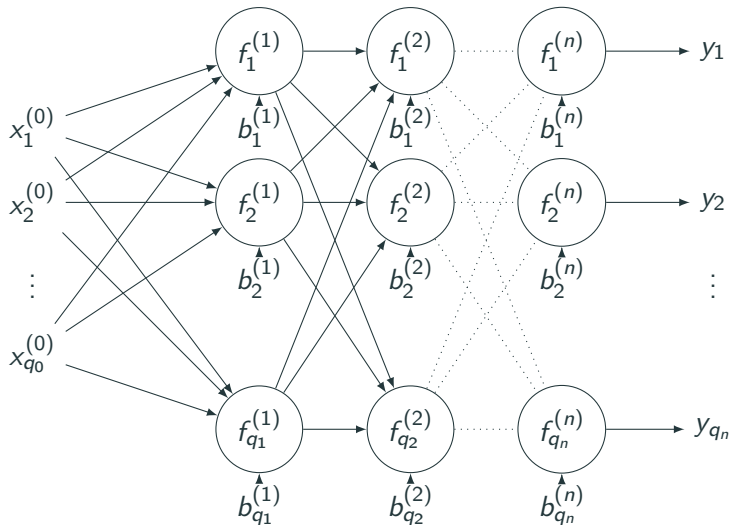 f_1^{(1)} f_1^{(2)} f_1^{(n)} y_1
x_1^{(0)} b_1^{(1)} b_1^{(2)} b_1^{(n)}
x_2^{(0)} f_2^{(1)} f_2^{(2)} f_2^{(n)} y_2
⋮ b_2^{(1)} b_2^{(2)} b_2^{(n)} ⋮
x_{q_0}^{(0)}
f_{q_1}^{(1)} f_{q_2}^{(2)} f_{q_n}^{(n)} y_{q_n}
b_{q_1}^{(1)} b_{q_2}^{(2)} b_{q_n}^{(n)}